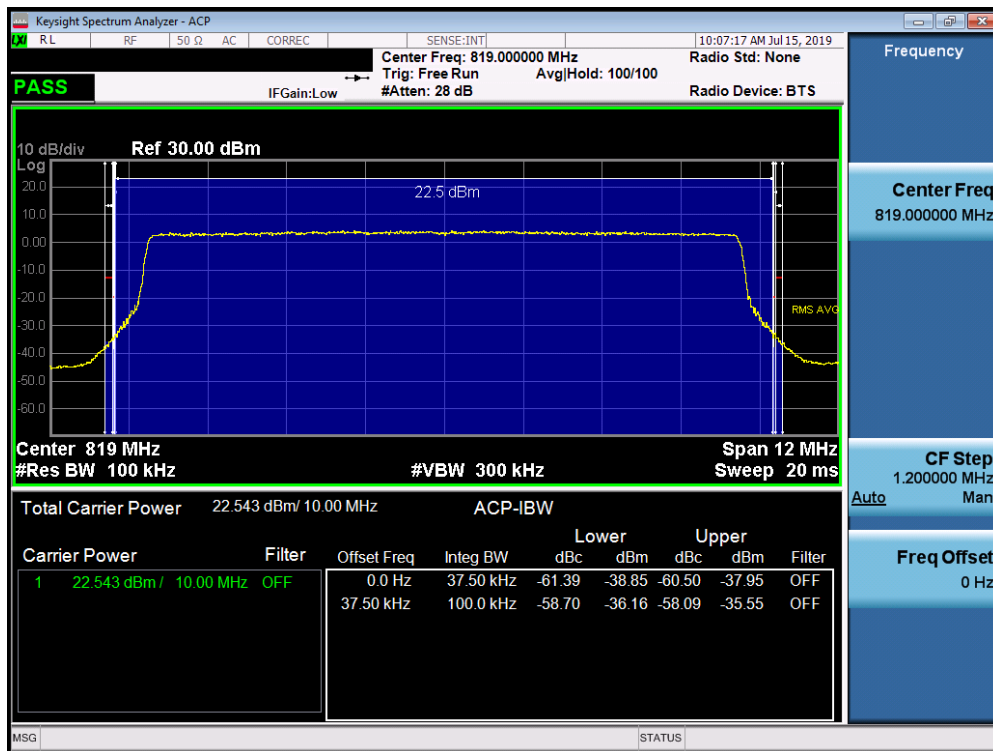 Keysight Spectrum Analyzer - ACP
LXI RL RF 50 Ω AC CORREC SENSE:INT 10:07:17 AM Jul 15, 2019
Center Freq: 819.000000 MHz Radio Std: None
Trig: Free Run Avg|Hold: 100/100
PASS IFGain:Low #Atten: 28 dB Radio Device: BTS
10 dB/div Ref 30.00 dBm
Log
22.5 dBm
20.0
10.0
0.00
-10.0
-20.0
RMS AVG
-30.0
-40.0
-50.0
-60.0
Center 819 MHz Span 12 MHz
#Res BW 100 kHz #VBW 300 kHz Sweep 20 ms
Total Carrier Power 22.543 dBm/ 10.00 MHz ACP-IBW
Lower Upper
Carrier Power Filter Offset Freq Integ BW dBc dBm dBc dBm Filter
1 22.543 dBm / 10.00 MHz OFF 0.0 Hz 37.50 kHz -61.39 -38.85 -60.50 -37.95 OFF
37.50 kHz 100.0 kHz -58.70 -36.16 -58.09 -35.55 OFF
Frequency
Center Freq
819.000000 MHz
CF Step
1.200000 MHz
Auto Man
Freq Offset
0 Hz
MSG STATUS